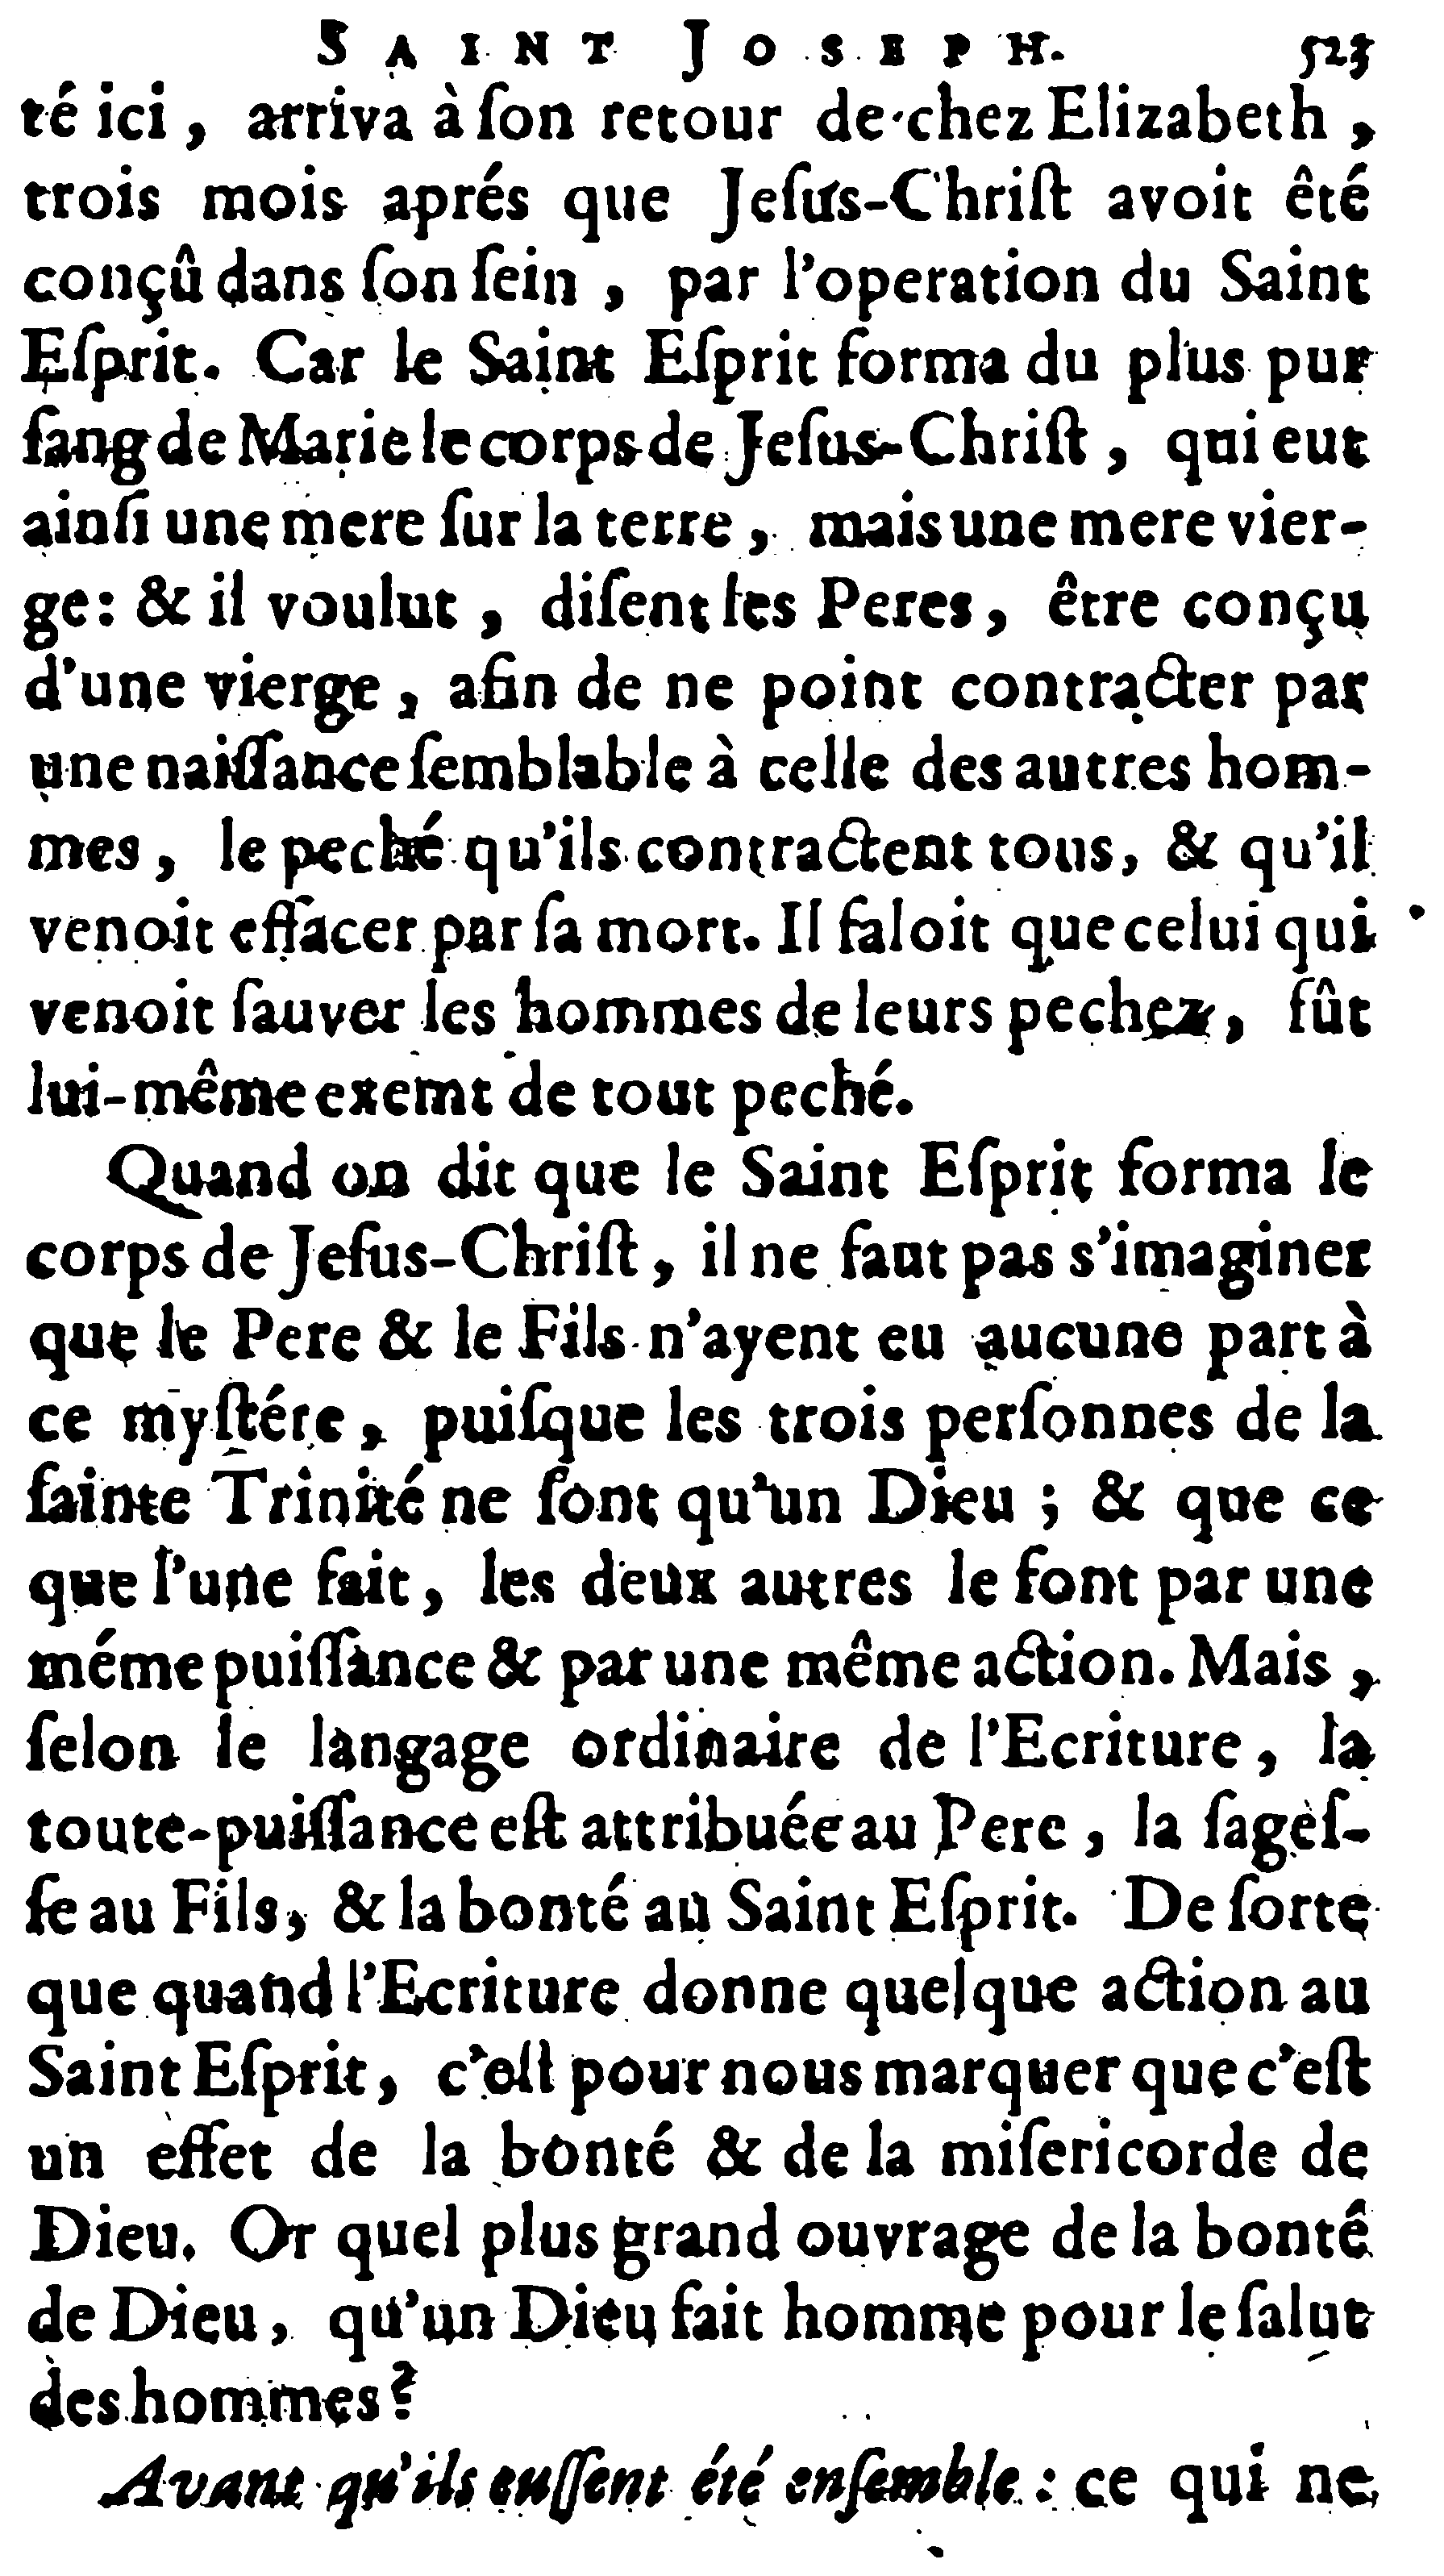 SAINT JOSEPH. 523
té ici, arriva à ſon retour de chez Elizabeth,
trois mois aprés que Jeſus-Chriſt avoit êté
conçû dans ſon ſein, par l'operation du Saint
Eſprit. Car le Saint Eſprit forma du plus pur
ſang de Marie le corps de Jeſus-Chriſt, qui eut
ainſi une mere ſur la terre, mais une mere vier-
ge: & il voulut, diſent les Peres, être conçu
d'une vierge, afin de ne point contracter par
une naiſſance ſemblable à celle des autres hom-
mes, le peché qu'ils contractent tous, & qu'il
venoit effacer par ſa mort. Il faloit que celui qui
venoit ſauver les hommes de leurs pechez, fût
lui-même exemt de tout peché.
Quand on dit que le Saint Eſprit forma le
corps de Jeſus-Chriſt, il ne faut pas s'imaginer
que le Pere & le Fils n'ayent eu aucune part à
ce myſtére, puiſque les trois perſonnes de la
ſainte Trinité ne ſont qu'un Dieu; & que ce
que l'une fait, les deux autres le font par une
méme puiſſance & par une même action. Mais,
ſelon le langage ordinaire de l'Ecriture, la
toute-puiſſance eſt attribuée au Pere, la ſageſ-
ſe au Fils, & la bonté au Saint Eſprit. De ſorte
que quand l'Ecriture donne quelque action au
Saint Eſprit, c'eſt pour nous marquer que c'eſt
un effet de la bonté & de la miſericorde de
Dieu. Or quel plus grand ouvrage de la bonté
de Dieu, qu'un Dieu fait homme pour le ſalut
des hommes?
Avant qu'ils euſſent été enſemble: ce qui ne